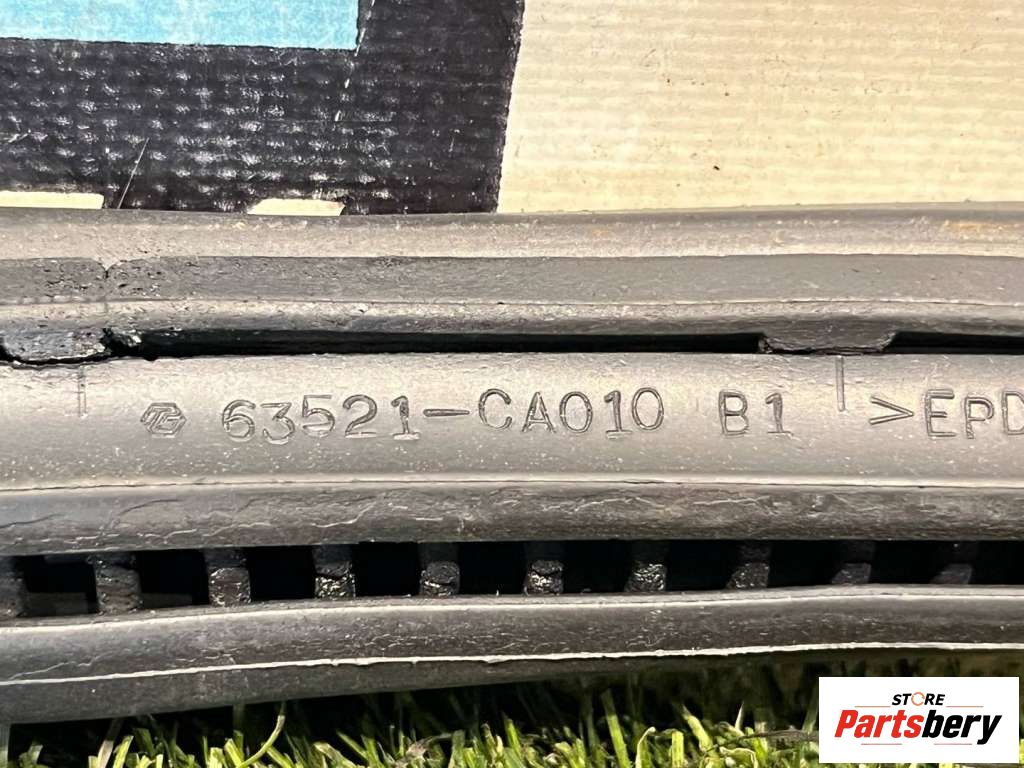 63521-CA010 B1 >EPD
STORE
Partsbery